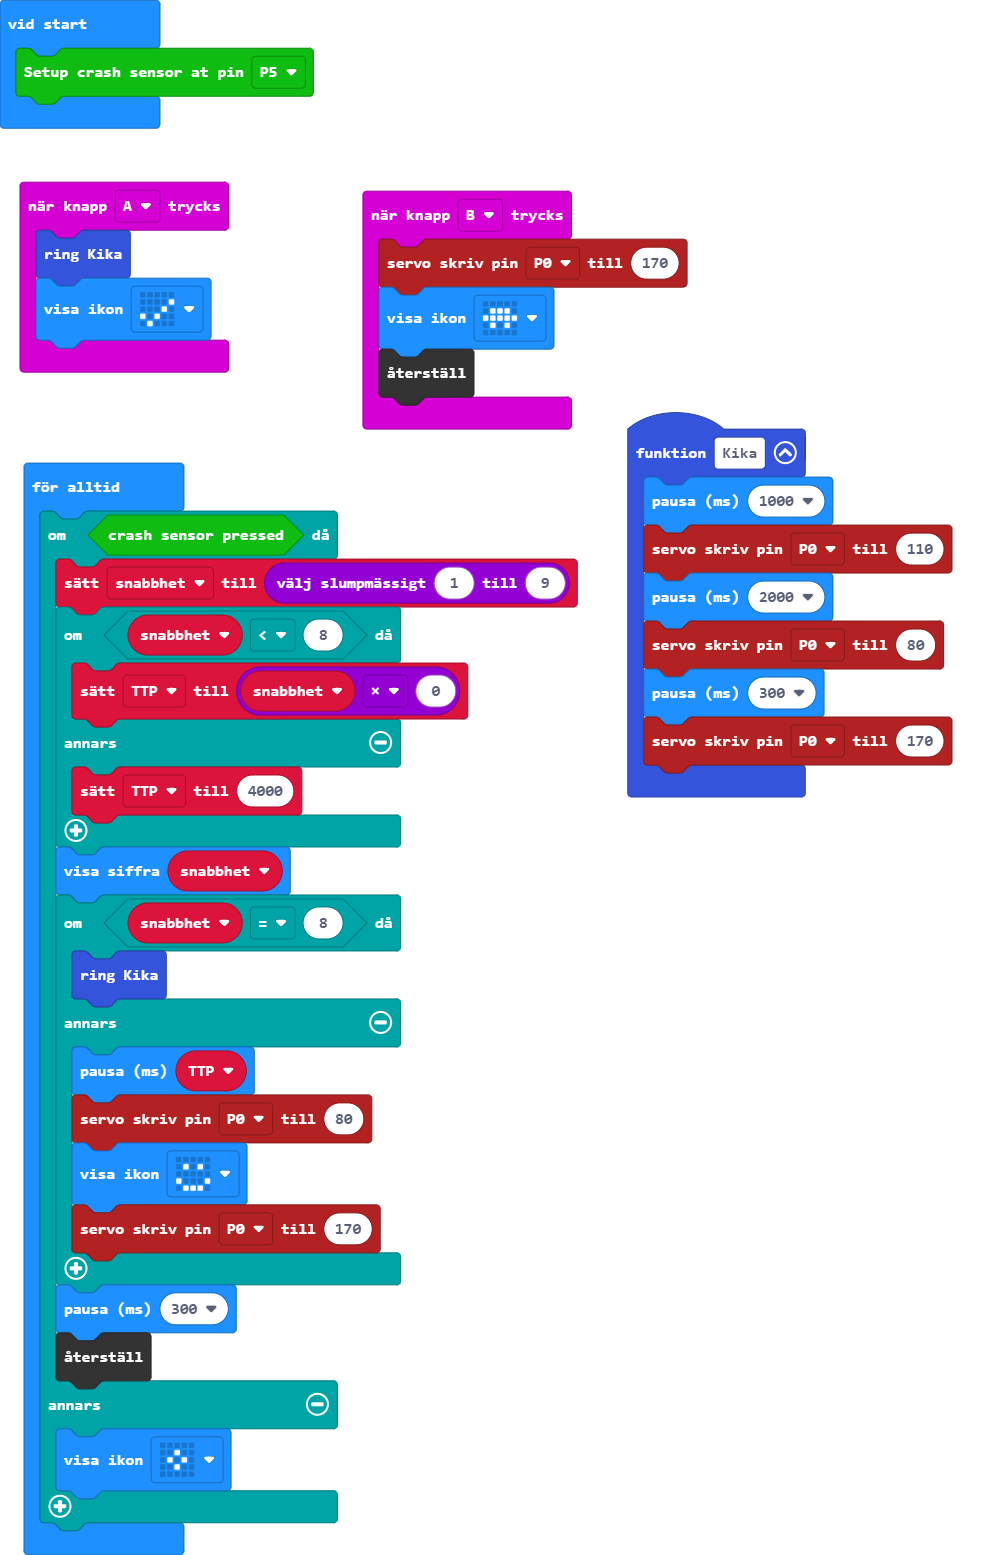 vid start
Setup crash sensor at pin P5
när knapp A trycks
ring Kika
visa ikon
när knapp B trycks
servo skriv pin P0 till 170
visa ikon
återställ
funktion Kika
pausa (ms) 1000
servo skriv pin P0 till 110
pausa (ms) 2000
servo skriv pin P0 till 80
pausa (ms) 300
servo skriv pin P0 till 170
för alltid
om crash sensor pressed då
sätt snabbhet till välj slumpmässigt 1 till 9
om snabbhet < 8 då
sätt TTP till snabbhet × 0
annars
sätt TTP till 4000
visa siffra snabbhet
om snabbhet = 8 då
ring Kika
annars
pausa (ms) TTP
servo skriv pin P0 till 80
visa ikon
servo skriv pin P0 till 170
pausa (ms) 300
återställ
annars
visa ikon